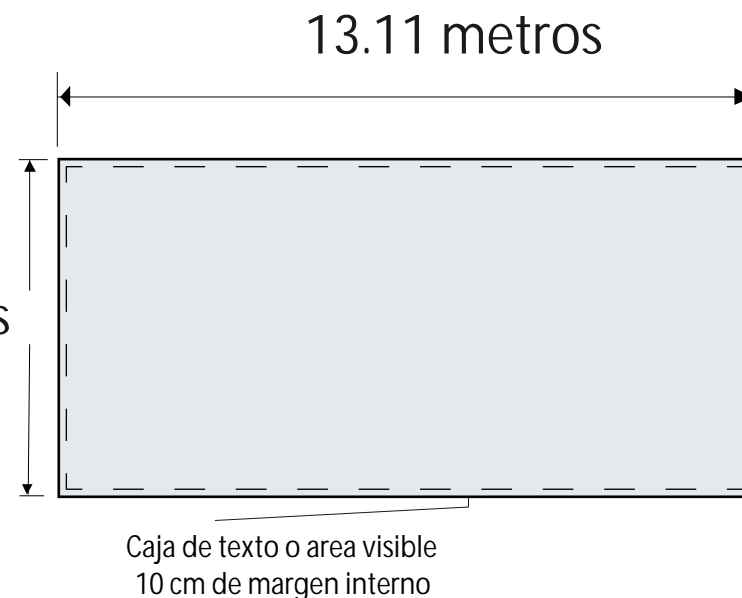 13.11 metros
s
Caja de texto o area visible
10 cm de margen interno